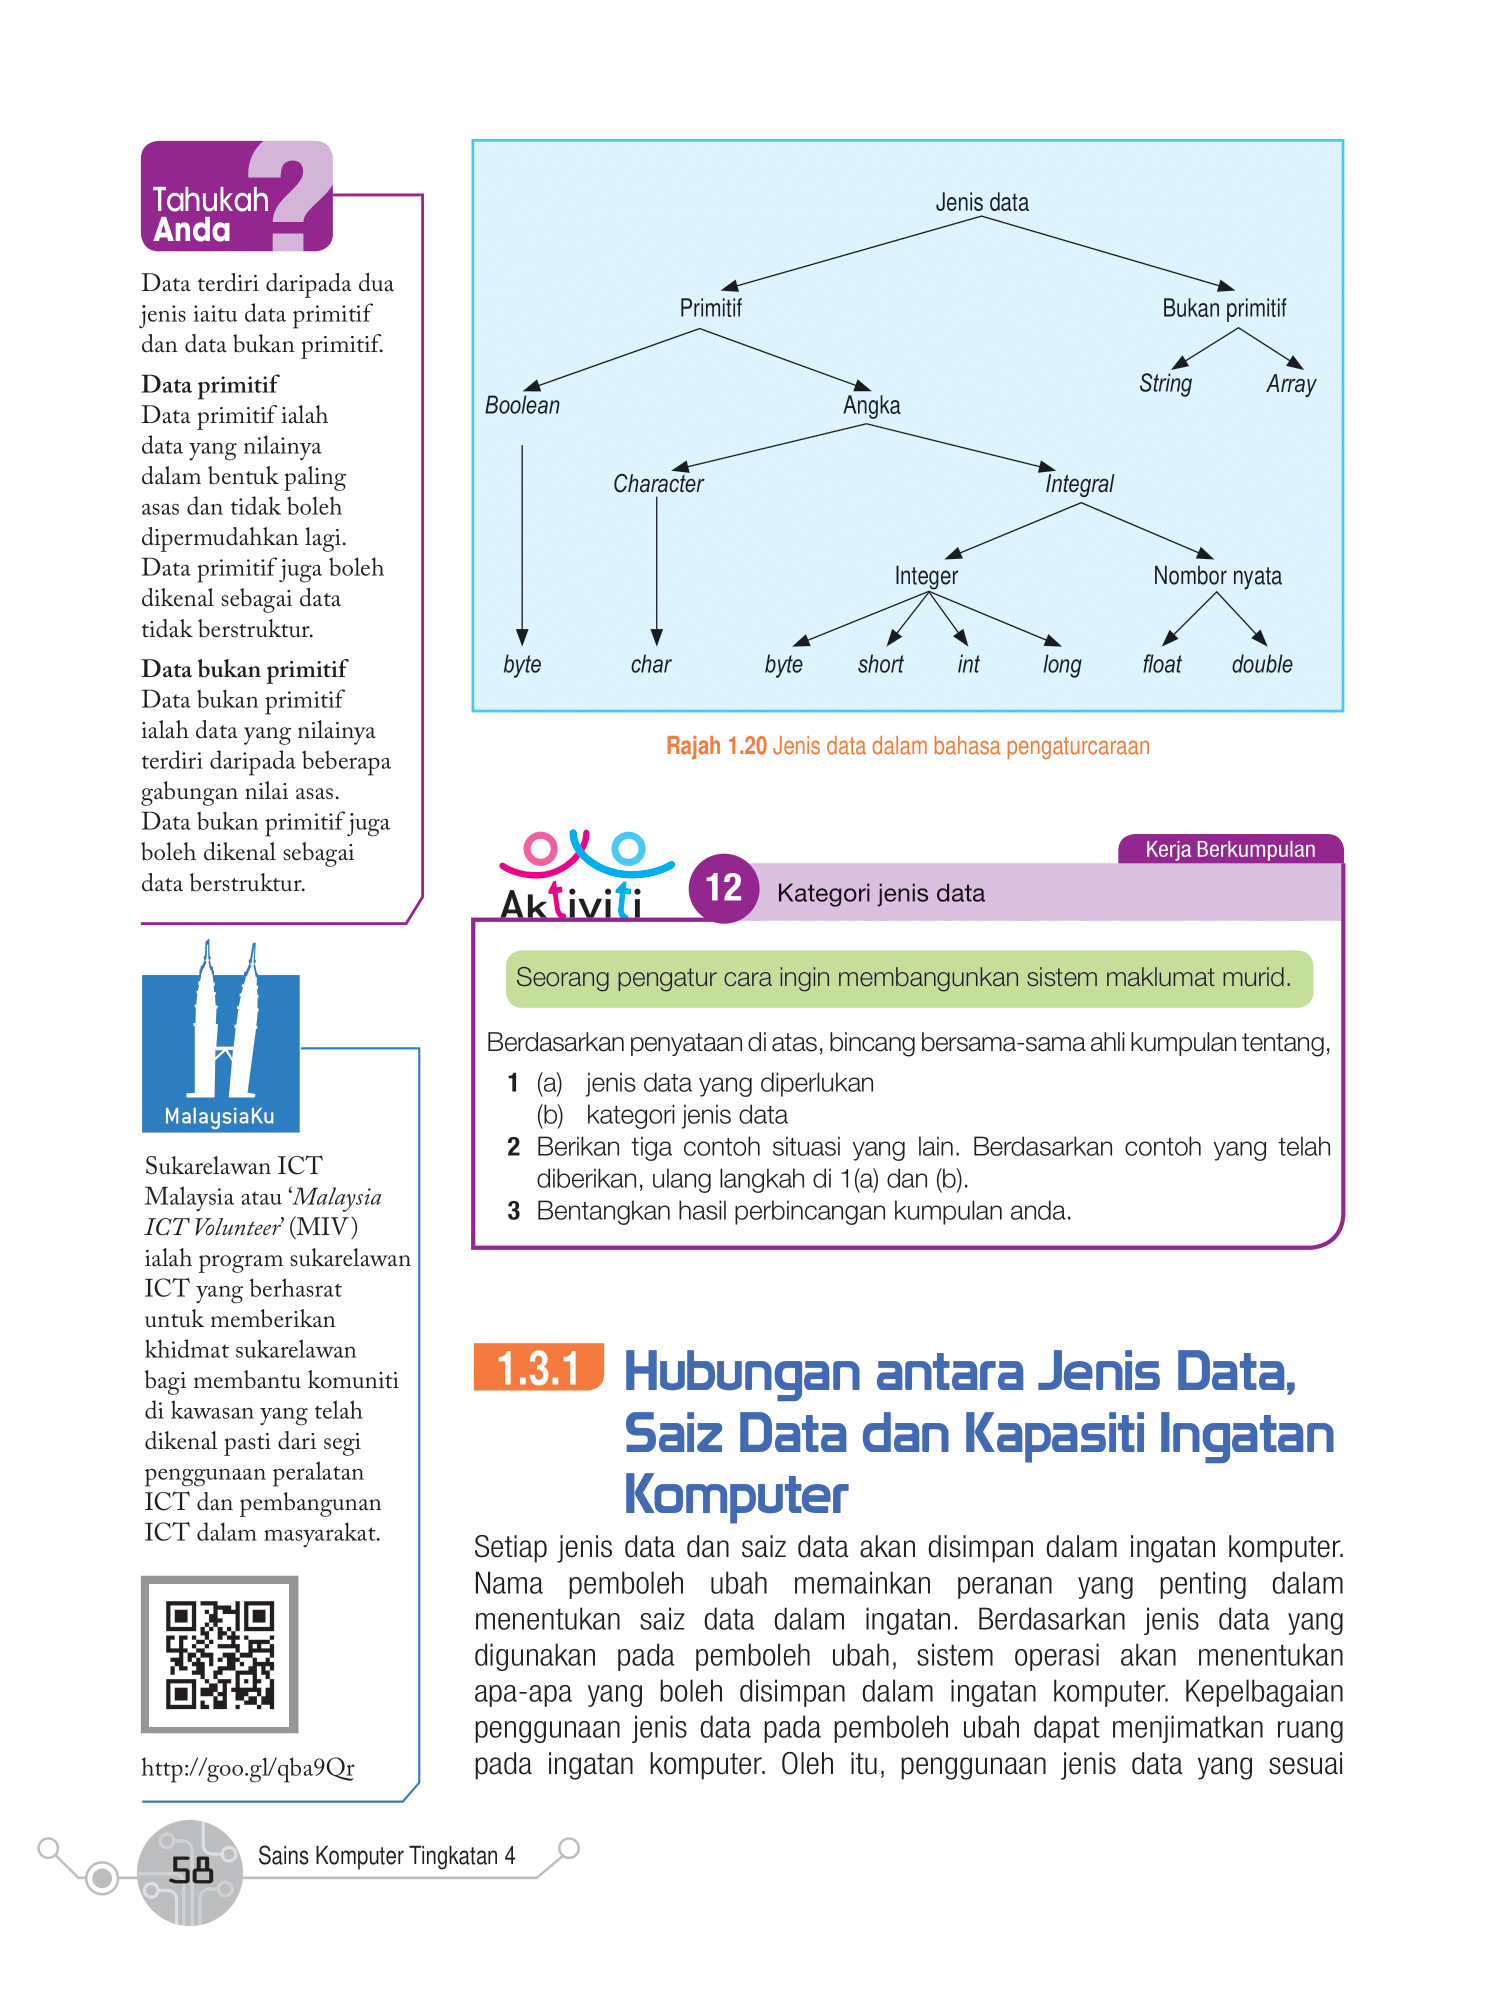 Tahukah
Anda
Data terdiri daripada dua
jenis iaitu data primitif
dan data bukan primitif.
Data primitif
Data primitif ialah
data yang nilainya
dalam bentuk paling
asas dan tidak boleh
dipermudahkan lagi.
Data primitif juga boleh
dikenal sebagai data
tidak berstruktur.
Data bukan primitif
Data bukan primitif
ialah data yang nilainya
terdiri daripada beberapa
gabungan nilai asas.
Data bukan primitif juga
boleh dikenal sebagai
data berstruktur.
MalaysiaKu
Sukarelawan ICT
Malaysia atau ‘Malaysia
ICT Volunteer’ (MIV)
ialah program sukarelawan
ICT yang berhasrat
untuk memberikan
khidmat sukarelawan
bagi membantu komuniti
di kawasan yang telah
dikenal pasti dari segi
penggunaan peralatan
ICT dan pembangunan
ICT dalam masyarakat.
http://goo.gl/qba9Qr
Jenis data
Primitif Bukan primitif
String Array
Boolean Angka
Character Integral
Integer Nombor nyata
byte char byte short int long float double
Rajah 1.20 Jenis data dalam bahasa pengaturcaraan
Kerja Berkumpulan
Aktiviti 12 Kategori jenis data
Seorang pengatur cara ingin membangunkan sistem maklumat murid.
Berdasarkan penyataan di atas, bincang bersama-sama ahli kumpulan tentang,
1 (a) jenis data yang diperlukan
(b) kategori jenis data
2 Berikan tiga contoh situasi yang lain. Berdasarkan contoh yang telah
diberikan, ulang langkah di 1(a) dan (b).
3 Bentangkan hasil perbincangan kumpulan anda.
1.3.1 Hubungan antara Jenis Data,
Saiz Data dan Kapasiti Ingatan
Komputer
Setiap jenis data dan saiz data akan disimpan dalam ingatan komputer.
Nama pemboleh ubah memainkan peranan yang penting dalam
menentukan saiz data dalam ingatan. Berdasarkan jenis data yang
digunakan pada pemboleh ubah, sistem operasi akan menentukan
apa-apa yang boleh disimpan dalam ingatan komputer. Kepelbagaian
penggunaan jenis data pada pemboleh ubah dapat menjimatkan ruang
pada ingatan komputer. Oleh itu, penggunaan jenis data yang sesuai
58 Sains Komputer Tingkatan 4